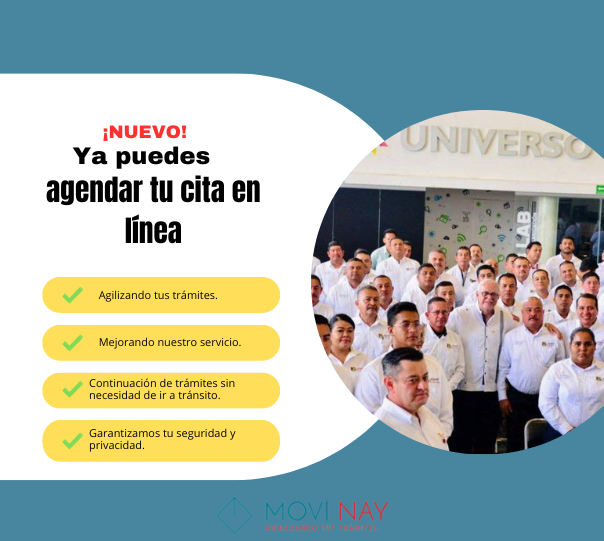 ¡NUEVO!
Ya puedes
agendar tu cita en
línea
Agilizando tus trámites.
Mejorando nuestro servicio.
Continuación de trámites sin
necesidad de ir a tránsito.
Garantizamos tu seguridad y
privacidad.
UNIVERSO
LAB
MOVI NAY